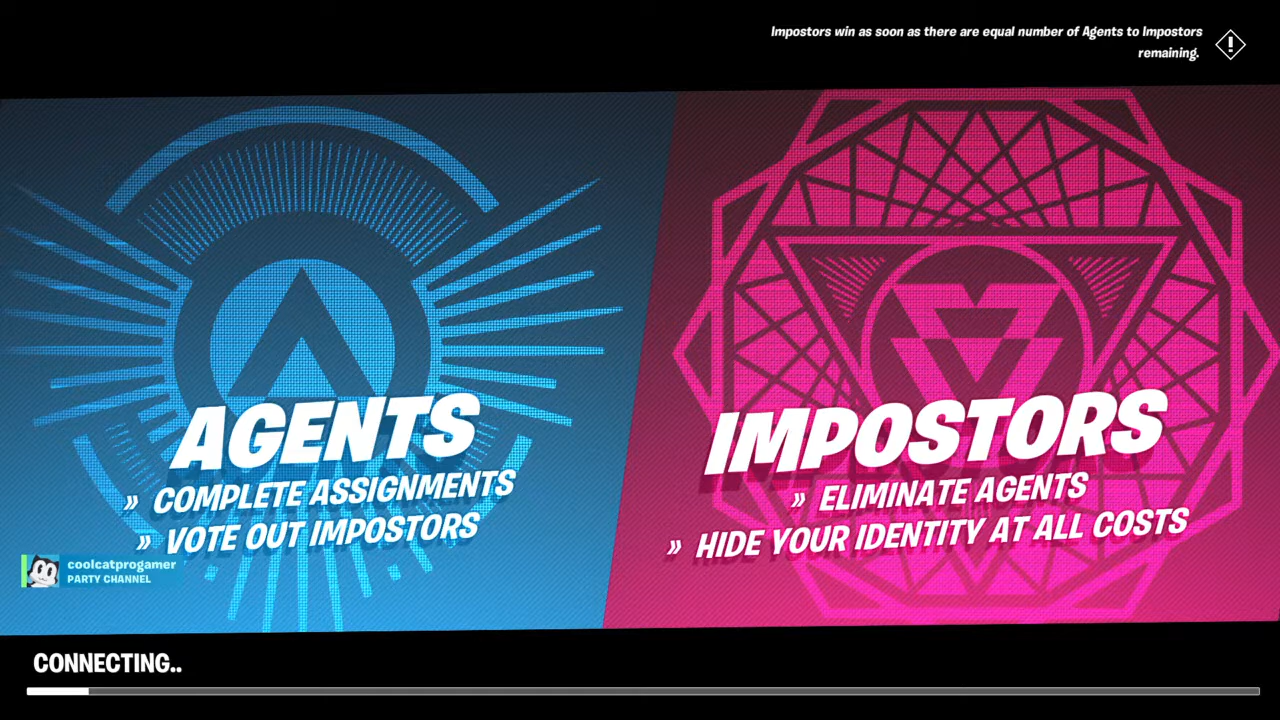 Impostors win as soon as there are equal number of Agents to Impostors
remaining.
AGENTS
» COMPLETE ASSIGNMENTS
» VOTE OUT IMPOSTORS
IMPOSTORS
» ELIMINATE AGENTS
» HIDE YOUR IDENTITY AT ALL COSTS
coolcatprogamer
PARTY CHANNEL
CONNECTING..